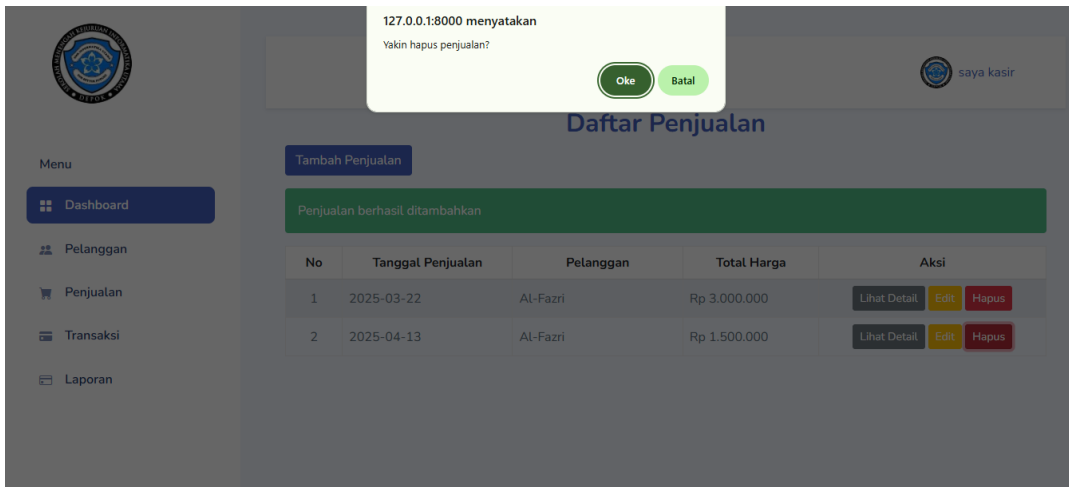 127.0.0.1:8000 menyatakan
Yakin hapus penjualan?
Oke Batal
DEPOK
saya kasir
Daftar Penjualan
Menu
Tambah Penjualan
Dashboard
Penjualan berhasil ditambahkan
Pelanggan
No Tanggal Penjualan Pelanggan Total Harga Aksi
Penjualan
1 2025-03-22 Al-Fazri Rp 3.000.000 Lihat Detail Edit Hapus
Transaksi
2 2025-04-13 Al-Fazri Rp 1.500.000 Lihat Detail Edit Hapus
Laporan